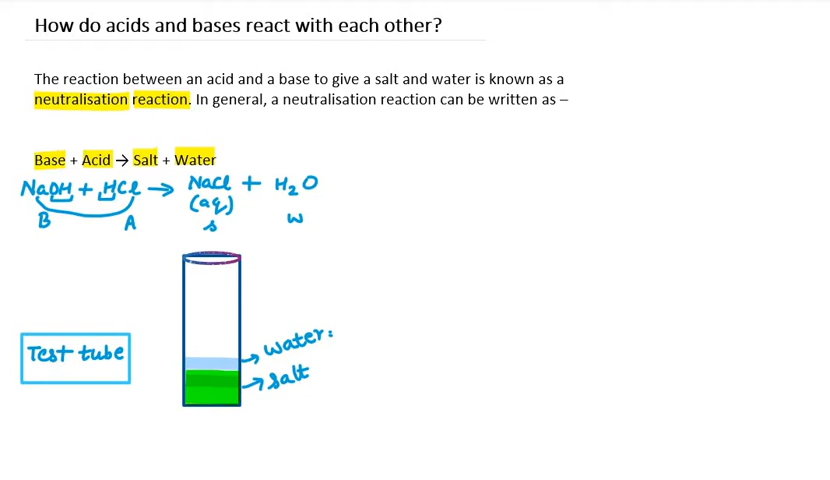 How do acids and bases react with each other?
The reaction between an acid and a base to give a salt and water is known as a
neutralisation reaction. In general, a neutralisation reaction can be written as –
Base + Acid → Salt + Water
NaOH + HCl → NaCl + H₂O
(aq)
B A s w
Test tube
→ water:
→ salt